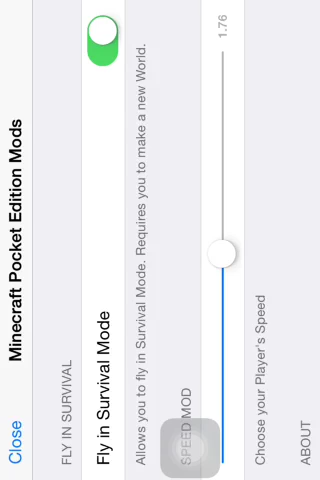 Close
Minecraft Pocket Edition Mods
FLY IN SURVIVAL
Fly in Survival Mode
Allows you to fly in Survival Mode. Requires you to make a new World.
SPEED MOD
1.76
Choose your Player's Speed
ABOUT